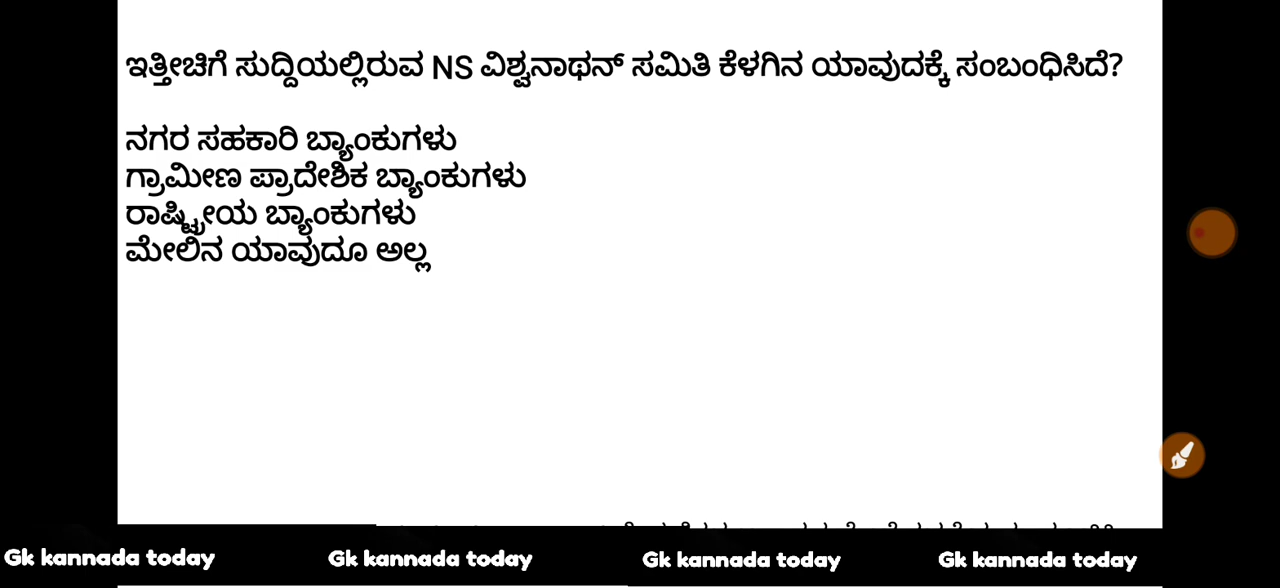 ಇತ್ತೀಚಿಗೆ ಸುದ್ದಿಯಲ್ಲಿರುವ NS ವಿಶ್ವನಾಥನ್ ಸಮಿತಿ ಕೆಳಗಿನ ಯಾವುದಕ್ಕೆ ಸಂಬಂಧಿಸಿದೆ?
ನಗರ ಸಹಕಾರಿ ಬ್ಯಾಂಕುಗಳು
ಗ್ರಾಮೀಣ ಪ್ರಾದೇಶಿಕ ಬ್ಯಾಂಕುಗಳು
ರಾಷ್ಟ್ರೀಯ ಬ್ಯಾಂಕುಗಳು
ಮೇಲಿನ ಯಾವುದೂ ಅಲ್ಲ
Gk kannada today Gk kannada today Gk kannada today Gk kannada today